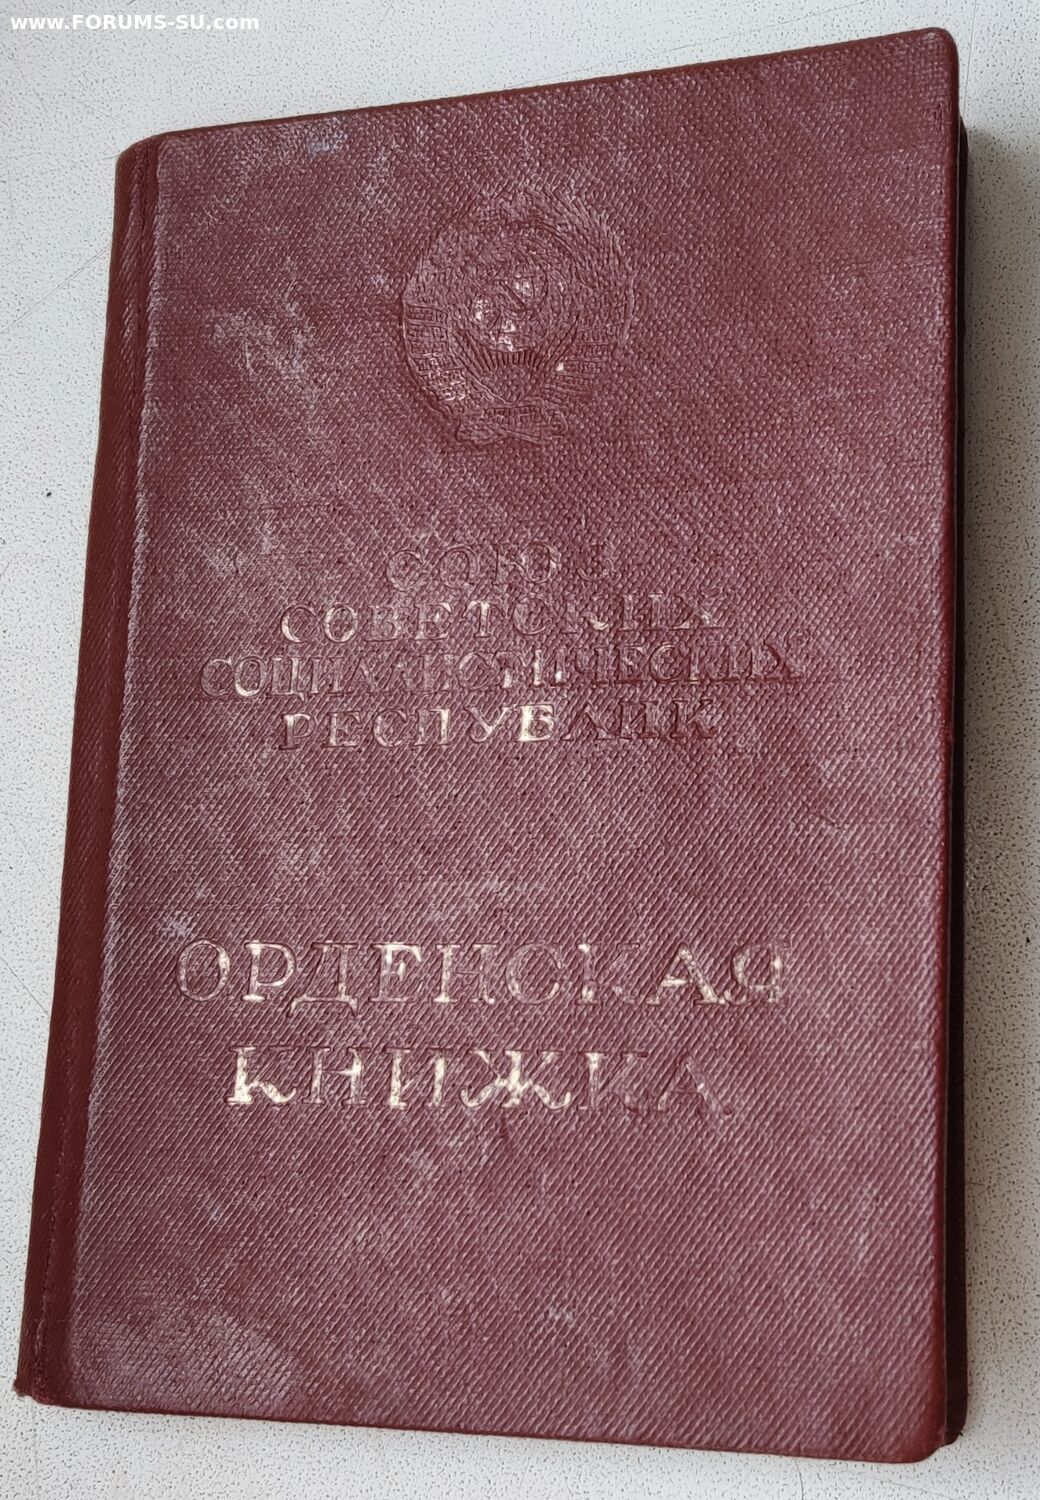 www.FORUMS-SU.com
СОЮЗ
СОВЕТСКИХ
СОЦИАЛИСТИЧЕСКИХ
РЕСПУБЛИК
ОРДЕНСКАЯ
КНИЖКА